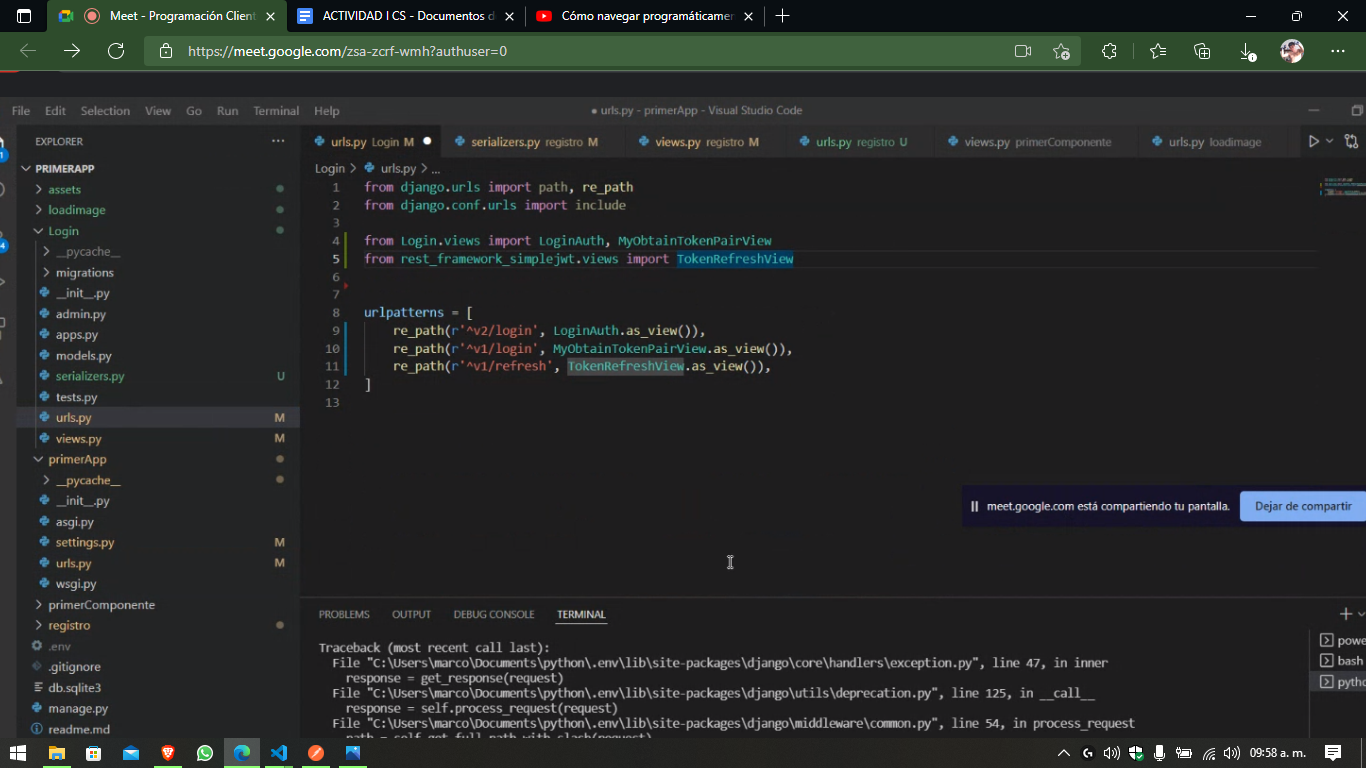 Meet - Programación Client
ACTIVIDAD I CS - Documentos d
Cómo navegar programáticamer
https://meet.google.com/zsa-zcrf-wmh?authuser=0
File Edit Selection View Go Run Terminal Help
● urls.py - primerApp - Visual Studio Code
EXPLORER
urls.py Login M
serializers.py registro M
views.py registro M
urls.py registro U
views.py primerComponente
urls.py loadimage
PRIMERAPP
assets
loadimage
Login
__pycache__
migrations
__init__.py
admin.py
apps.py
models.py
serializers.py U
tests.py
urls.py M
views.py M
primerApp
__pycache__
__init__.py
asgi.py
settings.py M
urls.py M
wsgi.py
primerComponente
registro
.env
.gitignore
db.sqlite3
manage.py
readme.md
Login > urls.py > ...
1 from django.urls import path, re_path
2 from django.conf.urls import include
3
4 from Login.views import LoginAuth, MyObtainTokenPairView
5 from rest_framework_simplejwt.views import TokenRefreshView
6
7
8 urlpatterns = [
9 re_path(r'^v2/login', LoginAuth.as_view()),
10 re_path(r'^v1/login', MyObtainTokenPairView.as_view()),
11 re_path(r'^v1/refresh', TokenRefreshView.as_view()),
12 ]
13
meet.google.com está compartiendo tu pantalla.
Dejar de compartir
PROBLEMS OUTPUT DEBUG CONSOLE TERMINAL
Traceback (most recent call last):
File "C:\Users\marco\Documents\python\.env\lib\site-packages\django\core\handlers\exception.py", line 47, in inner
response = get_response(request)
File "C:\Users\marco\Documents\python\.env\lib\site-packages\django\utils\deprecation.py", line 125, in __call__
response = self.process_request(request)
File "C:\Users\marco\Documents\python\.env\lib\site-packages\django\middleware\common.py", line 54, in process_request
path = self.get_full_path_with_slash(request)
powe
bash
pytho
09:58 a. m.